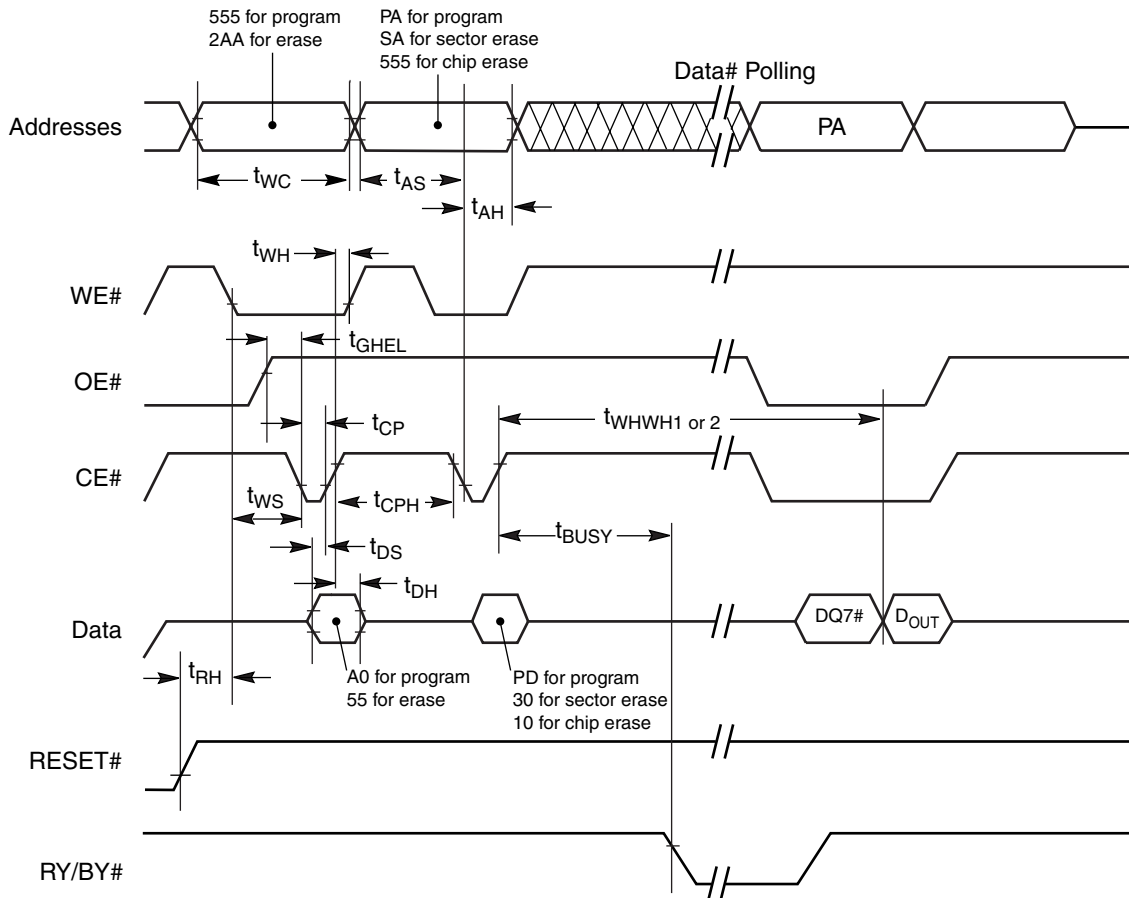 555 for program
2AA for erase
PA for program
SA for sector erase
555 for chip erase
Data# Polling
Addresses
PA
tWC
tAS
tAH
tWH
WE#
tGHEL
OE#
tWHWH1 or 2
tCP
CE#
tWS
tCPH
tBUSY
tDS
tDH
Data
DQ7#
DOUT
tRH
A0 for program
55 for erase
PD for program
30 for sector erase
10 for chip erase
RESET#
RY/BY#